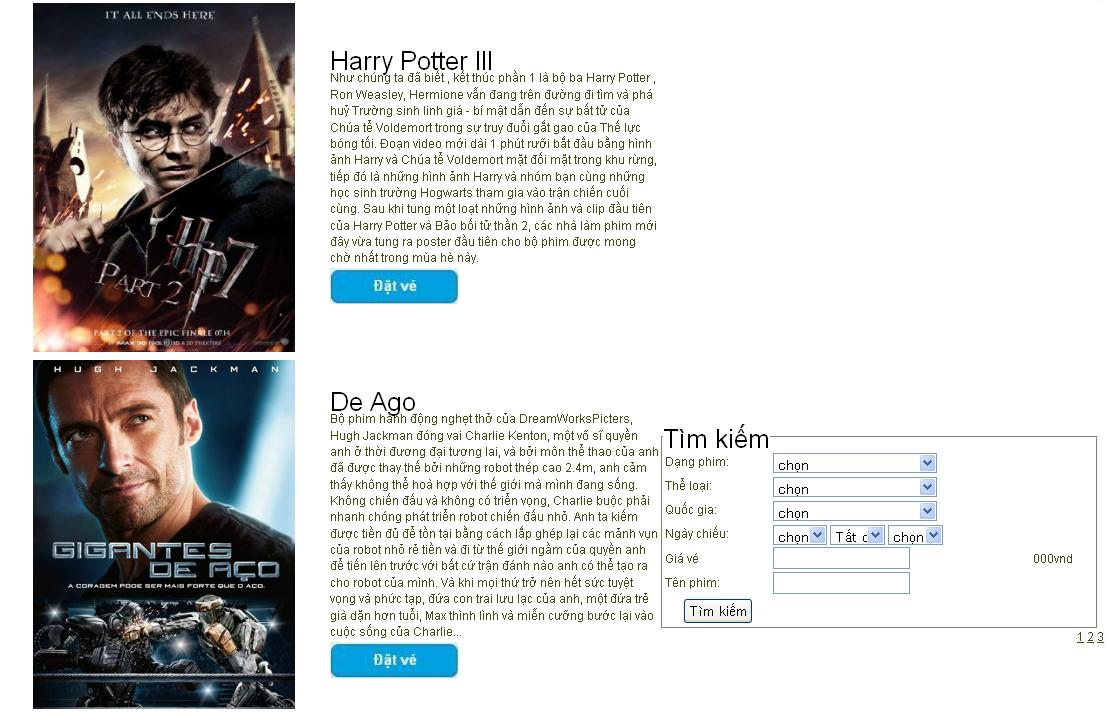 IT ALL ENDS HERE
HP7
PART 2
PART 2 OF THE EPIC FINALE 07.14
Harry Potter III
Như chúng ta đã biết , kết thúc phần 1 là bộ ba Harry Potter ,
Ron Weasley, Hermione vẫn đang trên đường đi tìm và phá
huỷ Trường sinh linh giá - bí mật dẫn đến sự bất tử của
Chúa tể Voldemort trong sự truy đuổi gắt gao của Thế lực
bóng tối. Đoạn video mới dài 1 phút rưỡi bắt đầu bằng hình
ảnh Harry và Chúa tể Voldemort mặt đối mặt trong khu rừng,
tiếp đó là những hình ảnh Harry và nhóm bạn cùng những
học sinh trường Hogwarts tham gia vào trận chiến cuối
cùng. Sau khi tung một loạt những hình ảnh và clip đầu tiên
của Harry Potter và Bảo bối tử thần 2, các nhà làm phim mới
đây vừa tung ra poster đầu tiên cho bộ phim được mong
chờ nhất trong mùa hè này.
Đặt vé
HUGH JACKMAN
GIGANTES
DE AÇO
A CORAGEM PODE SER MAIS FORTE QUE O AÇO.
De Ago
Bộ phim hành động nghẹt thở của DreamWorksPicters,
Hugh Jackman đóng vai Charlie Kenton, một võ sĩ quyền
anh ở thời đương đại tương lai, và bởi môn thể thao của anh
đã được thay thế bởi những robot thép cao 2.4m, anh cảm
thấy không thể hoà hợp với thế giới mà mình đang sống.
Không chiến đấu và không có triển vọng, Charlie buộc phải
nhanh chóng phát triển robot chiến đấu nhỏ. Anh ta kiếm
được tiền đủ để tồn tại bằng cách lắp ghép lại các mảnh vụn
của robot nhỏ rẻ tiền và đi từ thế giới ngầm của quyền anh
để tiến lên trước với bất cứ trận đánh nào anh có thể tạo ra
cho robot của mình. Và khi mọi thứ trở nên hết sức tuyệt
vọng và phức tạp, đứa con trai lưu lạc của anh, một đứa trẻ
già dặn hơn tuổi, Max thình lình và miễn cưỡng bước lại vào
cuộc sống của Charlie...
Đặt vé
Tìm kiếm
Dạng phim: chọn
Thể loại: chọn
Quốc gia: chọn
Ngày chiếu: chọn Tất c chọn
Giá vé 000vnd
Tên phim:
Tìm kiếm
1 2 3